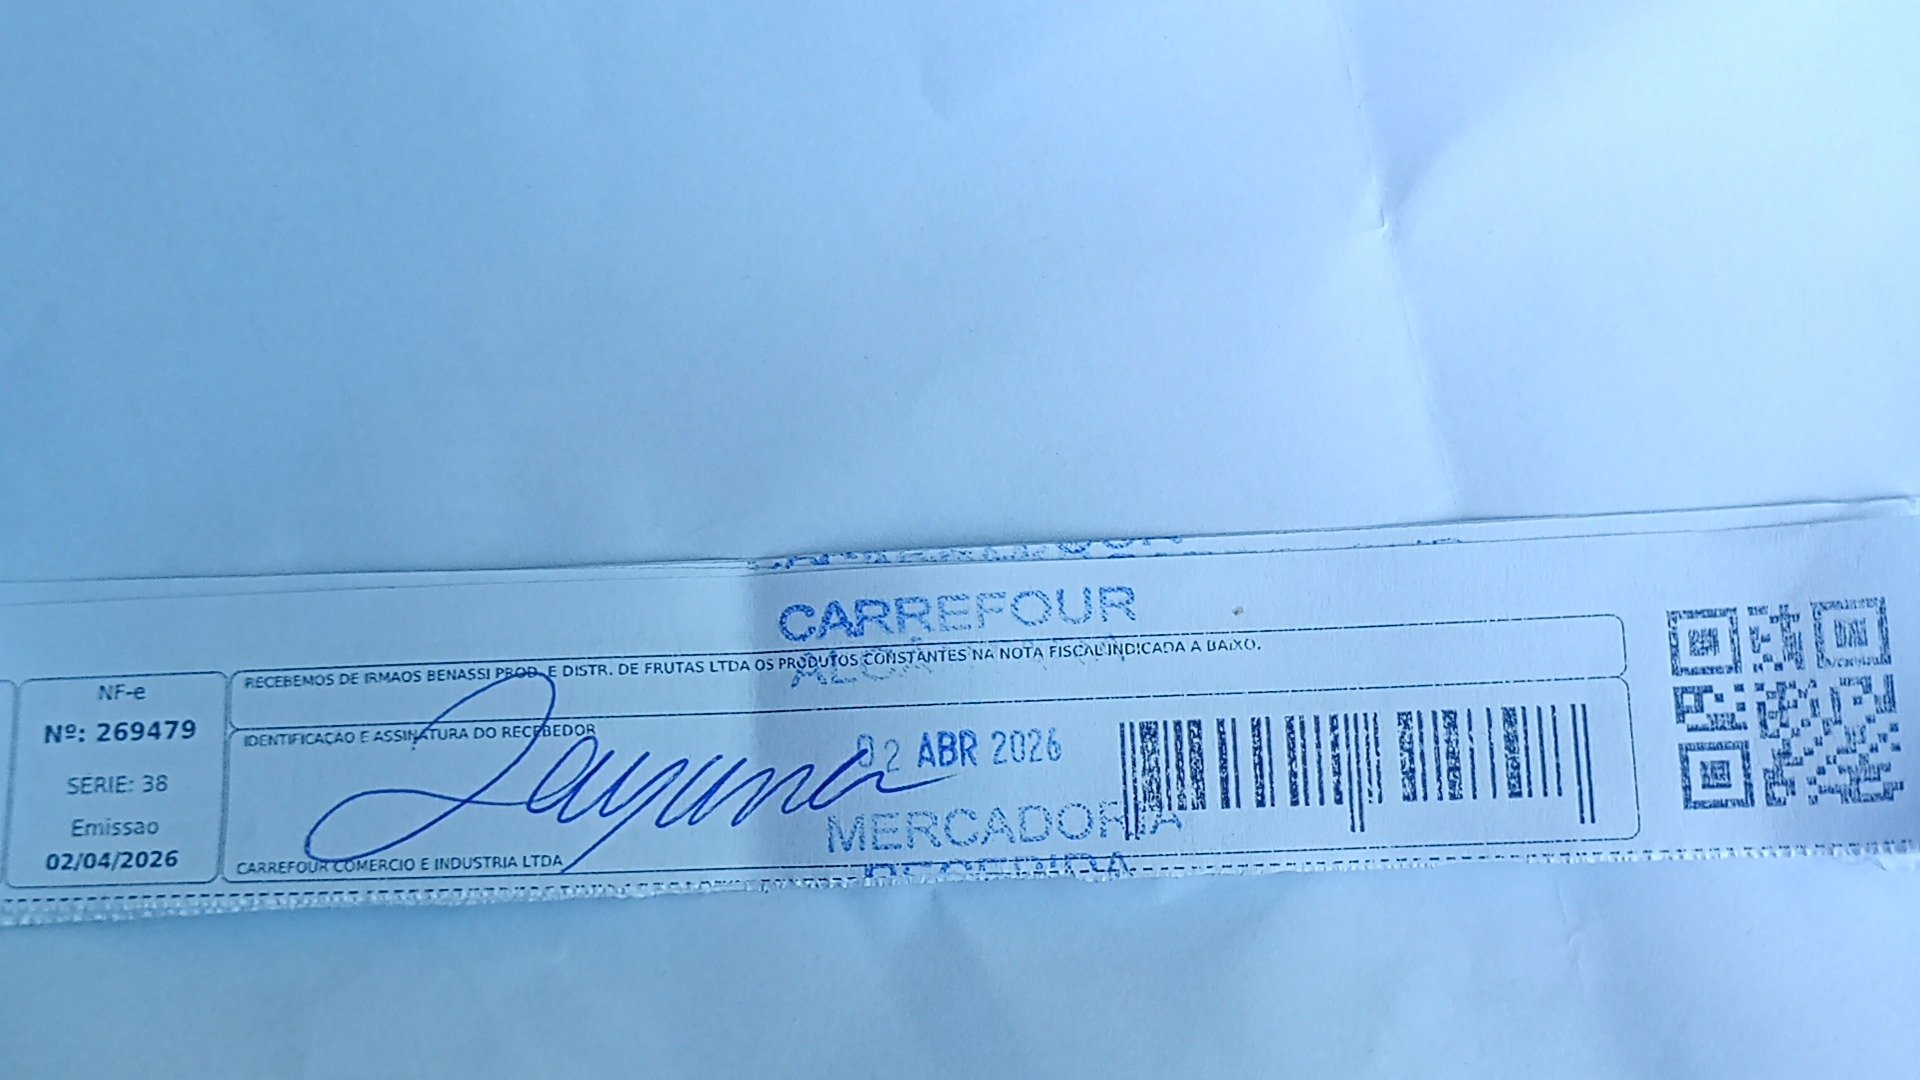 CARREFOUR
RECEBEMOS DE IRMAOS BENASSI PROD. E DISTR. DE FRUTAS LTDA OS PRODUTOS CONSTANTES NA NOTA FISCAL INDICADA A BAIXO.
NF-e
Nº: 269479
SERIE: 38
Emissao
02/04/2026
IDENTIFICAÇÃO E ASSINATURA DO RECEBEDOR
Dayana
02 ABR 2026
MERCADORIA
CARREFOUR COMERCIO E INDUSTRIA LTDA